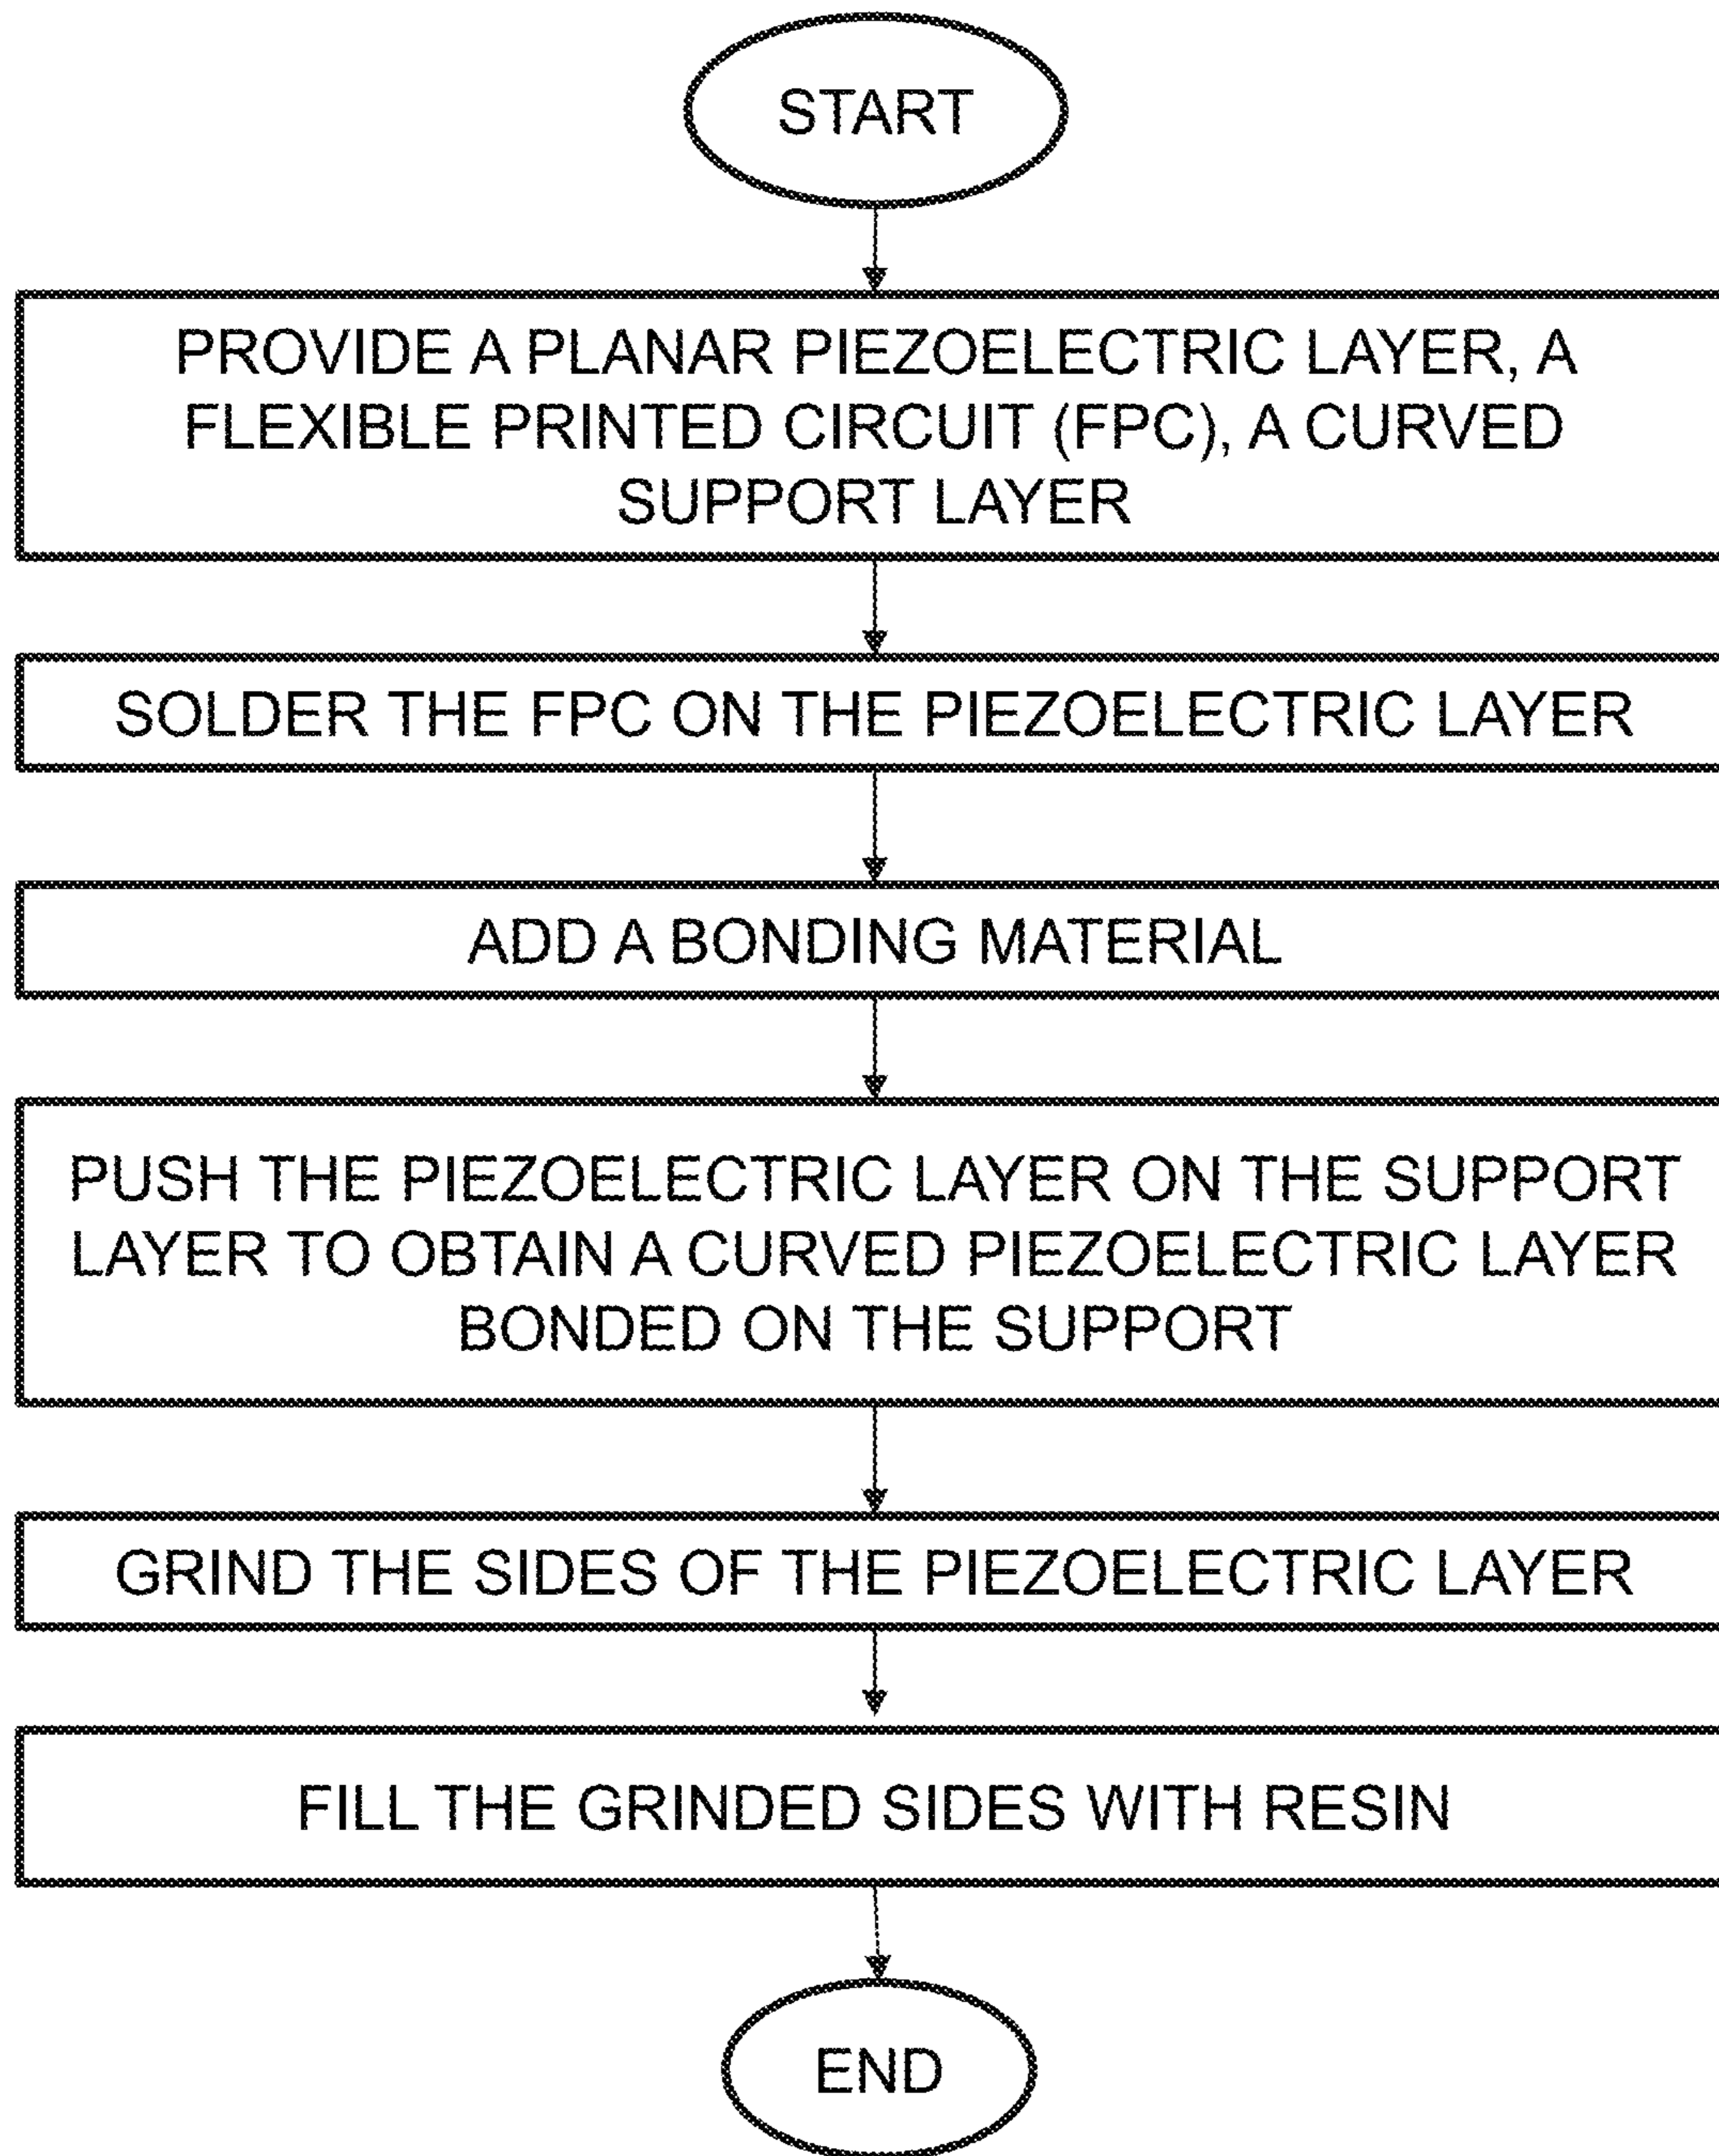 START
PROVIDE A PLANAR PIEZOELECTRIC LAYER, A
FLEXIBLE PRINTED CIRCUIT (FPC), A CURVED
SUPPORT LAYER
SOLDER THE FPC ON THE PIEZOELECTRIC LAYER
ADD A BONDING MATERIAL
PUSH THE PIEZOELECTRIC LAYER ON THE SUPPORT
LAYER TO OBTAIN A CURVED PIEZOELECTRIC LAYER
BONDED ON THE SUPPORT
GRIND THE SIDES OF THE PIEZOELECTRIC LAYER
FILL THE GRINDED SIDES WITH RESIN
END